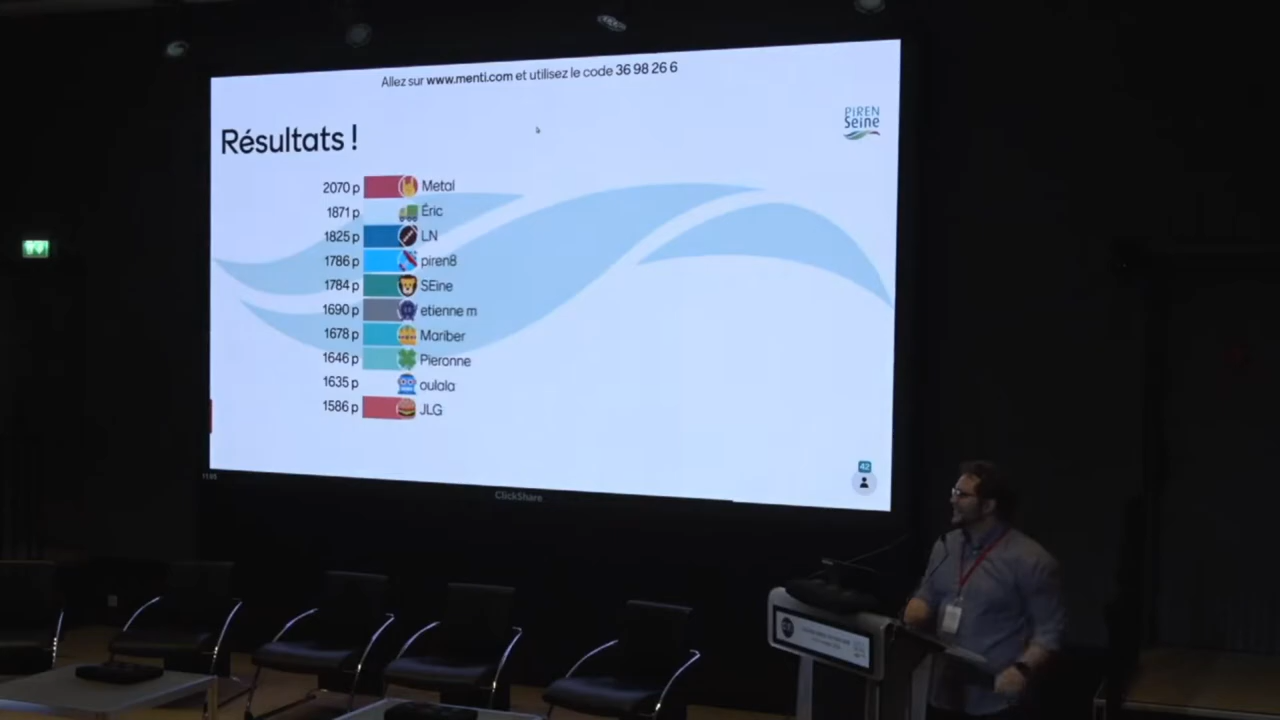 Allez sur www.menti.com et utilisez le code 36 98 26 6
PIREN
Seine
Résultats !
2070 p Metal
1871 p Éric
1825 p LN
1786 p piren8
1784 p SEine
1690 p etienne m
1678 p Mariber
1646 p Pieronne
1635 p oulala
1586 p JLG
42
ClickShare